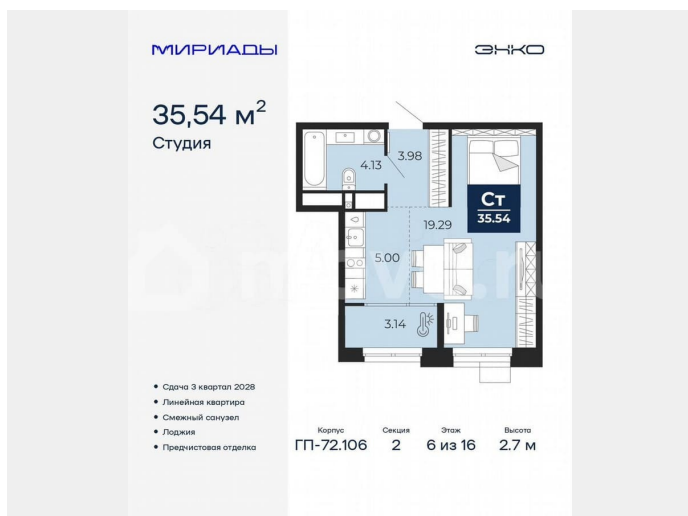 МИРИАДЫ
ЭНКО
35,54 м²
Студия
4.13
3.98
Ст
35.54
19.29
5.00
3.14
• Сдача 3 квартал 2028
• Линейная квартира
• Смежный санузел
• Лоджия
• Предчистовая отделка
Корпус Секция Этаж Высота
ГП-72.106 2 6 из 16 2.7 м